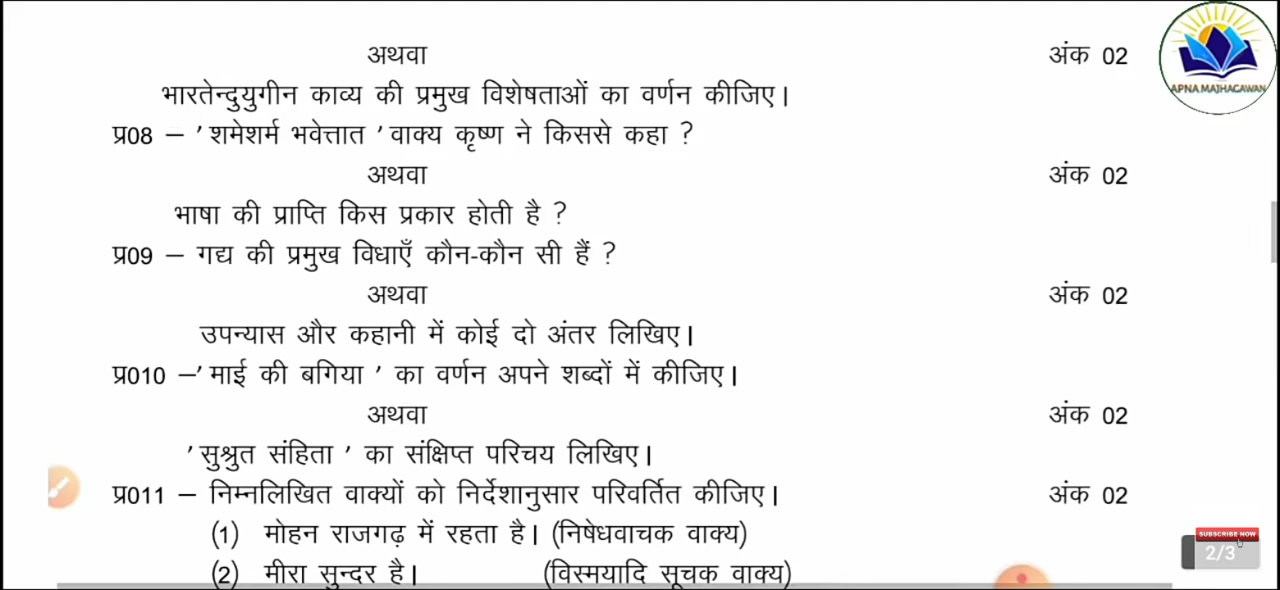 अथवा अंक 02
भारतेन्दुयुगीन काव्य की प्रमुख विशेषताओं का वर्णन कीजिए।
प्र08 – ' शमेशर्म भवेत्तात ' वाक्य कृष्ण ने किससे कहा ?
अथवा अंक 02
भाषा की प्राप्ति किस प्रकार होती है ?
प्र09 – गद्य की प्रमुख विधाएँ कौन-कौन सी हैं ?
अथवा अंक 02
उपन्यास और कहानी में कोई दो अंतर लिखिए।
प्र010 –' माई की बगिया ' का वर्णन अपने शब्दों में कीजिए।
अथवा अंक 02
' सुश्रुत संहिता ' का संक्षिप्त परिचय लिखिए।
प्र011 – निम्नलिखित वाक्यों को निर्देशानुसार परिवर्तित कीजिए। अंक 02
(1) मोहन राजगढ़ में रहता है। (निषेधवाचक वाक्य)
(2) मीरा सुन्दर है। (विस्मयादि सूचक वाक्य)
APNA MAJHAGAWAN
SUBSCRIBE NOW
2/3